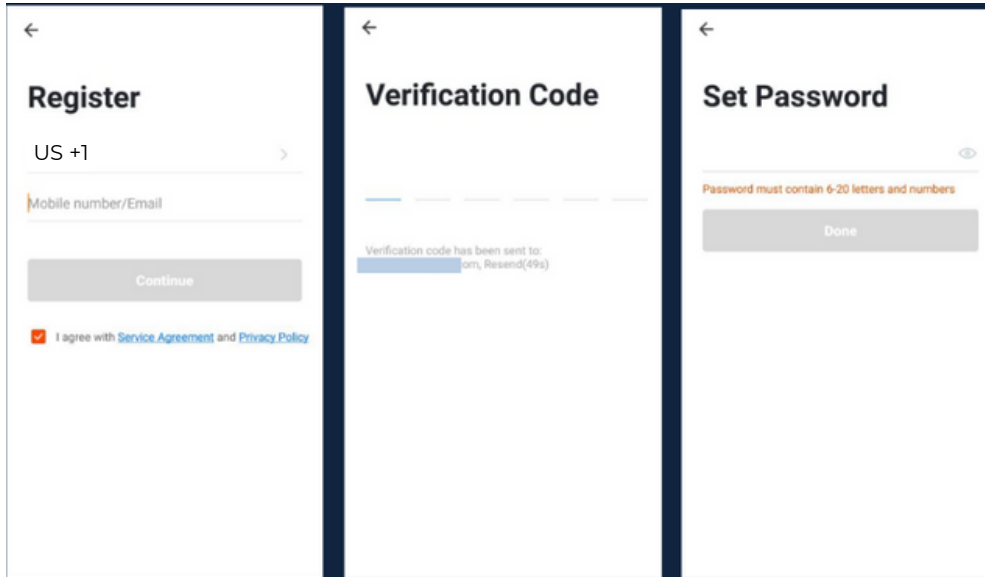 Register
US +1
Mobile number/Email
Continue
I agree with Service Agreement and Privacy Policy
Verification Code
Verification code has been sent to:
om, Resend(49s)
Set Password
Password must contain 6-20 letters and numbers
Done